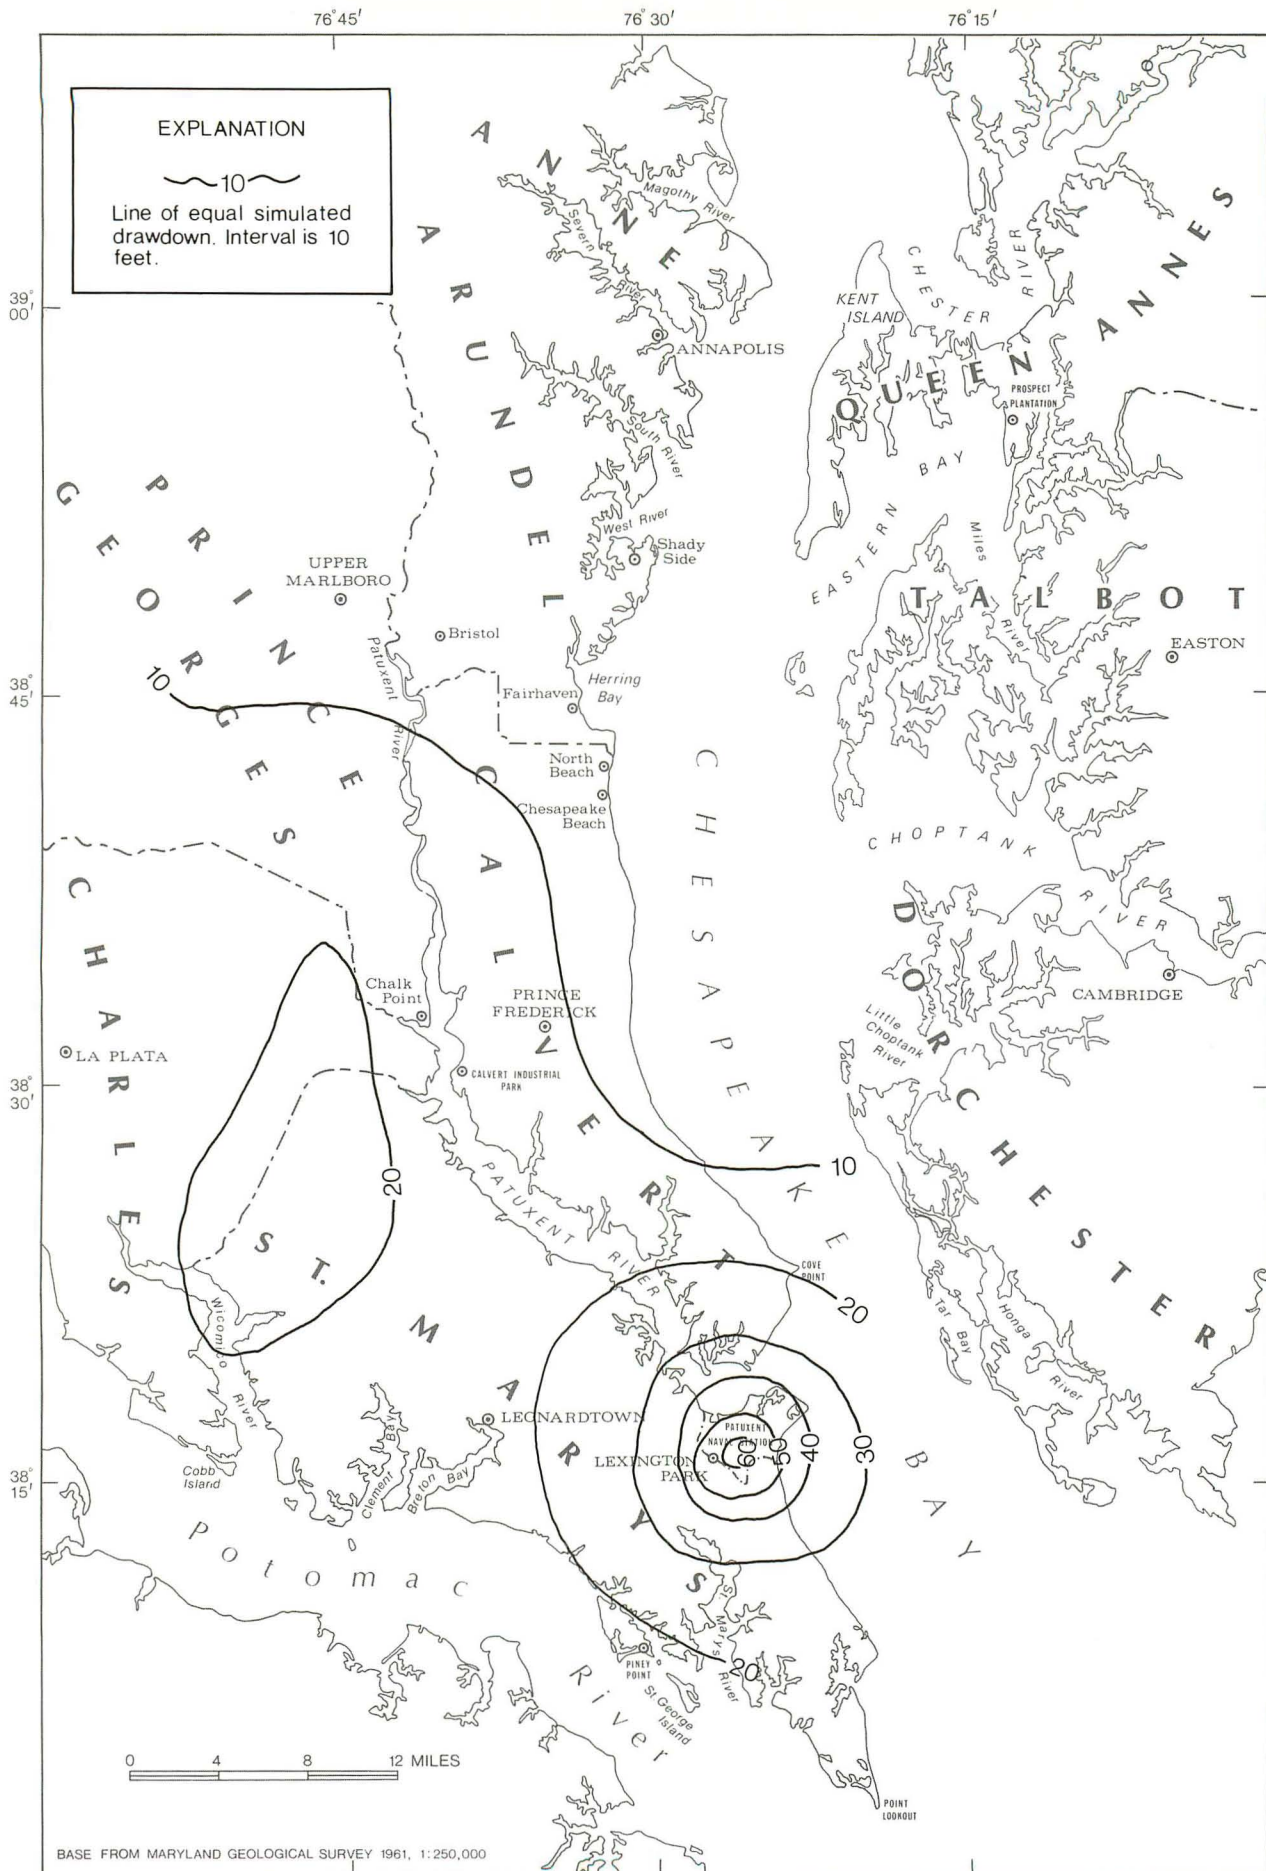 76°45′
76°30′
76°15′
EXPLANATION
10
Line of equal simulated
drawdown. Interval is 10
feet.
39°
00′
38°
45′
38°
30′
38°
15′
ANNE
ARUNDEL
Magothy River
Severn
River
ANNAPOLIS
South River
West River
Shady
Side
KENT
ISLAND
CHESTER
RIVER
QUEEN ANNES
PROSPECT
PLANTATION
EASTERN BAY
Miles
River
TALBOT
EASTON
PRINCE
GEORGES
UPPER
MARLBORO
Bristol
Patuxent
River
Fairhaven
Herring
Bay
North
Beach
Chesapeake
Beach
10
CHESAPEAKE BAY
CHOPTANK
RIVER
CAMBRIDGE
Little
Choptank
River
DORCHESTER
CHARLES
LA PLATA
Chalk
Point
CALVERT
PRINCE
FREDERICK
CALVERT INDUSTRIAL
PARK
10
20
PATUXENT RIVER
COVE
POINT
20
Tar Bay
Honga
River
ST.
MARYS
Wicomico
River
Cobb
Island
Clement
Bay
Breton Bay
LEONARDTOWN
LEXINGTON
PARK
PATUXENT
NAVAL STATION
60
50
40
30
Potomac
River
St. Marys
River
20
PINEY
POINT
St George
Island
POINT
LOOKOUT
0 4 8 12 MILES
BASE FROM MARYLAND GEOLOGICAL SURVEY 1961, 1:250,000